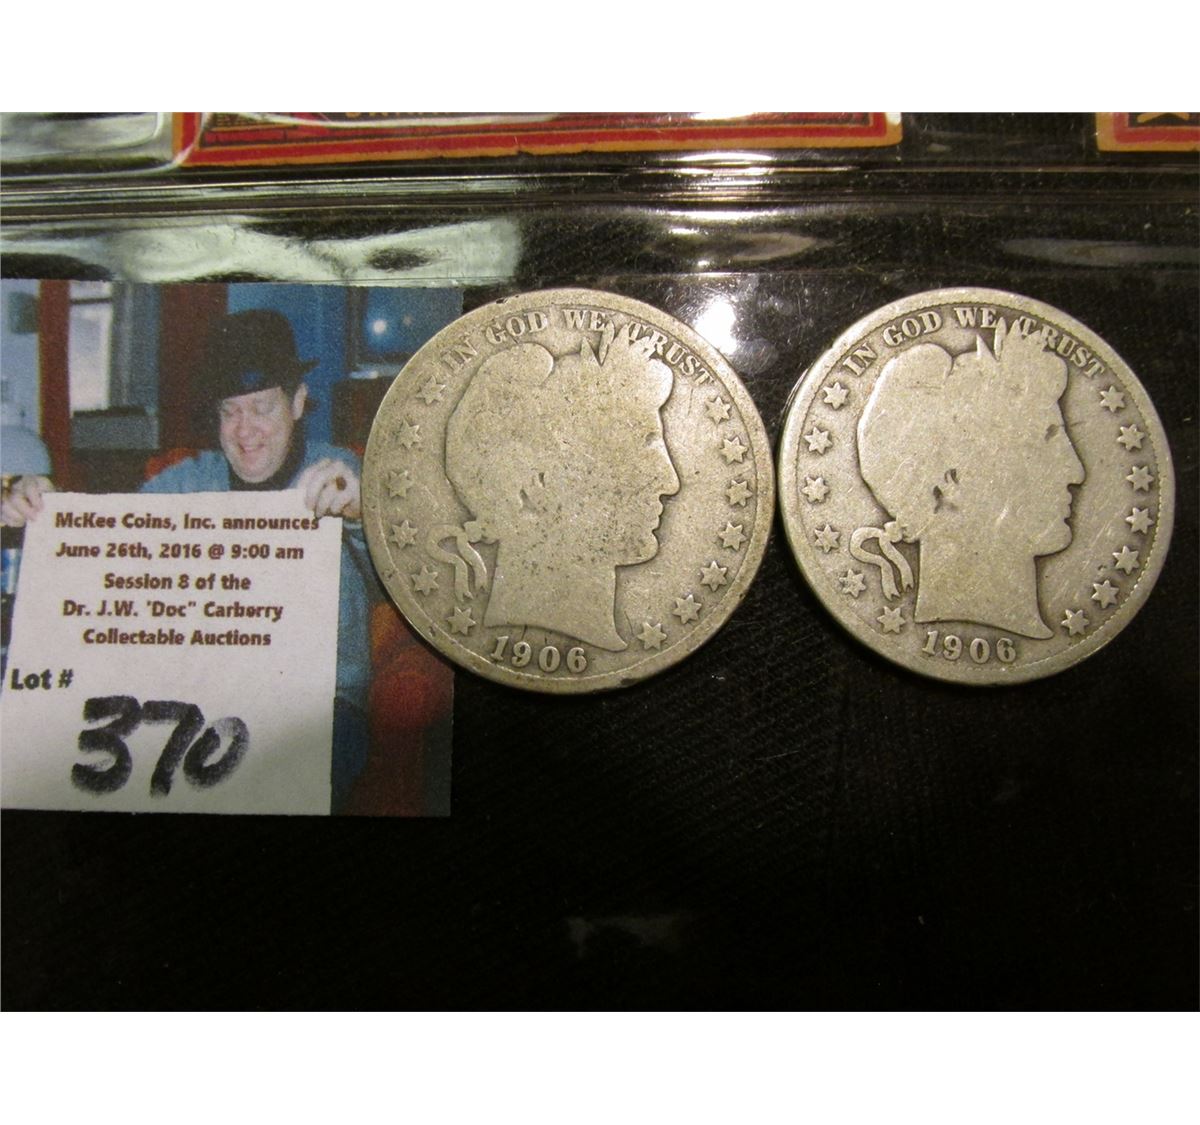 McKee Coins, Inc. announces
June 26th, 2016 @ 9:00 am
Session 8 of the
Dr. J.W. 'Doc" Carberry
Collectable Auctions
Lot #
370
IN GOD WE TRUST
1906
IN GOD WE TRUST
1906